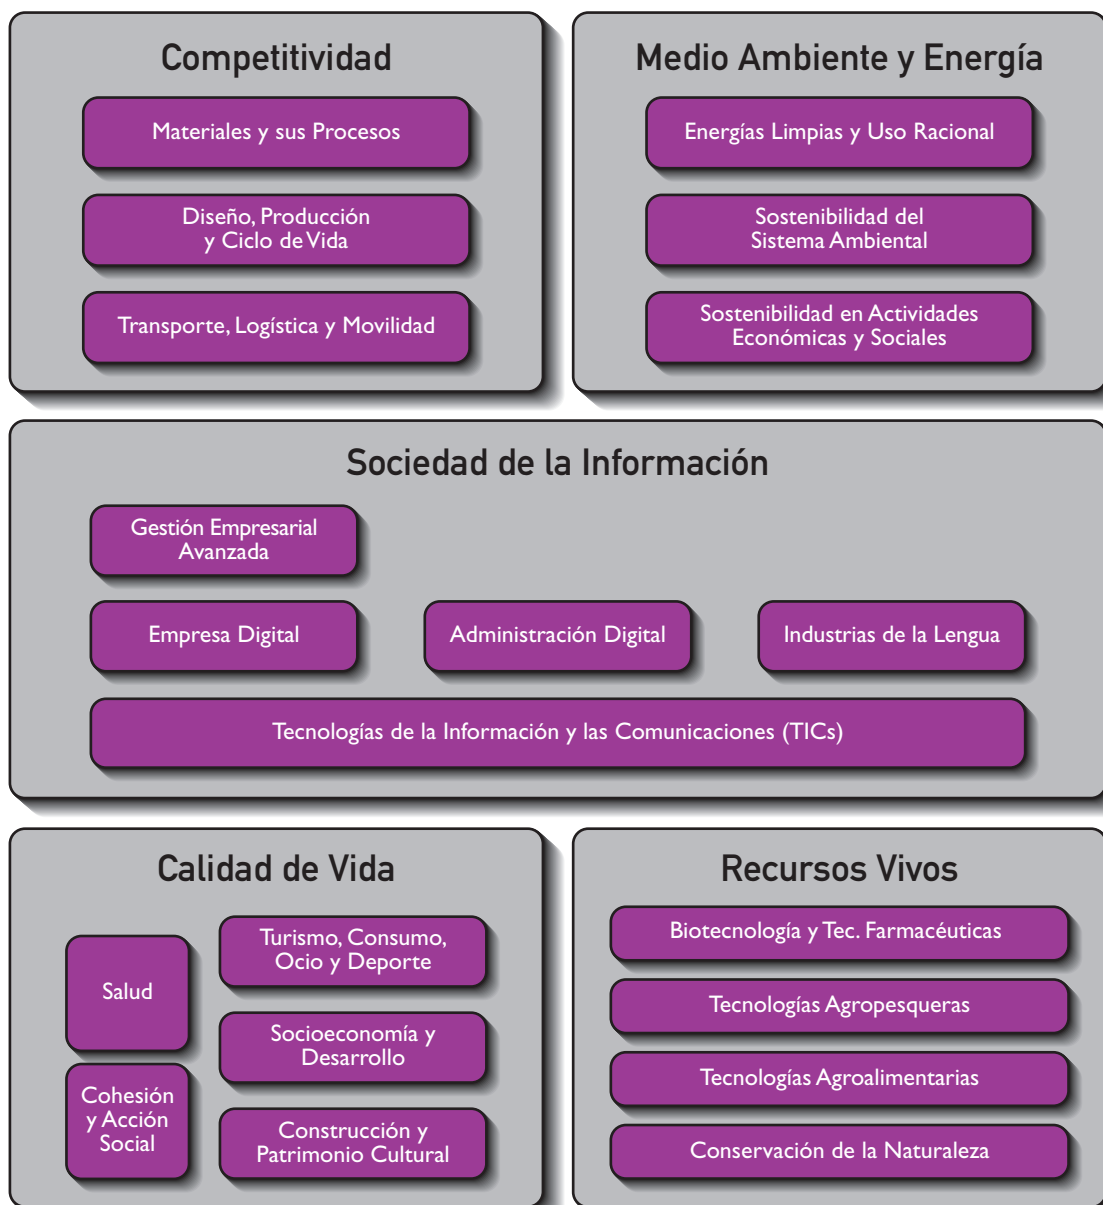 Competitividad
Materiales y sus Procesos
Diseño, Producción
y Ciclo de Vida
Transporte, Logística y Movilidad
Medio Ambiente y Energía
Energías Limpias y Uso Racional
Sostenibilidad del
Sistema Ambiental
Sostenibilidad en Actividades
Económicas y Sociales
Sociedad de la Información
Gestión Empresarial
Avanzada
Empresa Digital
Administración Digital
Industrias de la Lengua
Tecnologías de la Información y las Comunicaciones (TICs)
Calidad de Vida
Salud
Cohesión
y Acción
Social
Turismo, Consumo,
Ocio y Deporte
Socioeconomía y
Desarrollo
Construcción y
Patrimonio Cultural
Recursos Vivos
Biotecnología y Tec. Farmacéuticas
Tecnologías Agropesqueras
Tecnologías Agroalimentarias
Conservación de la Naturaleza